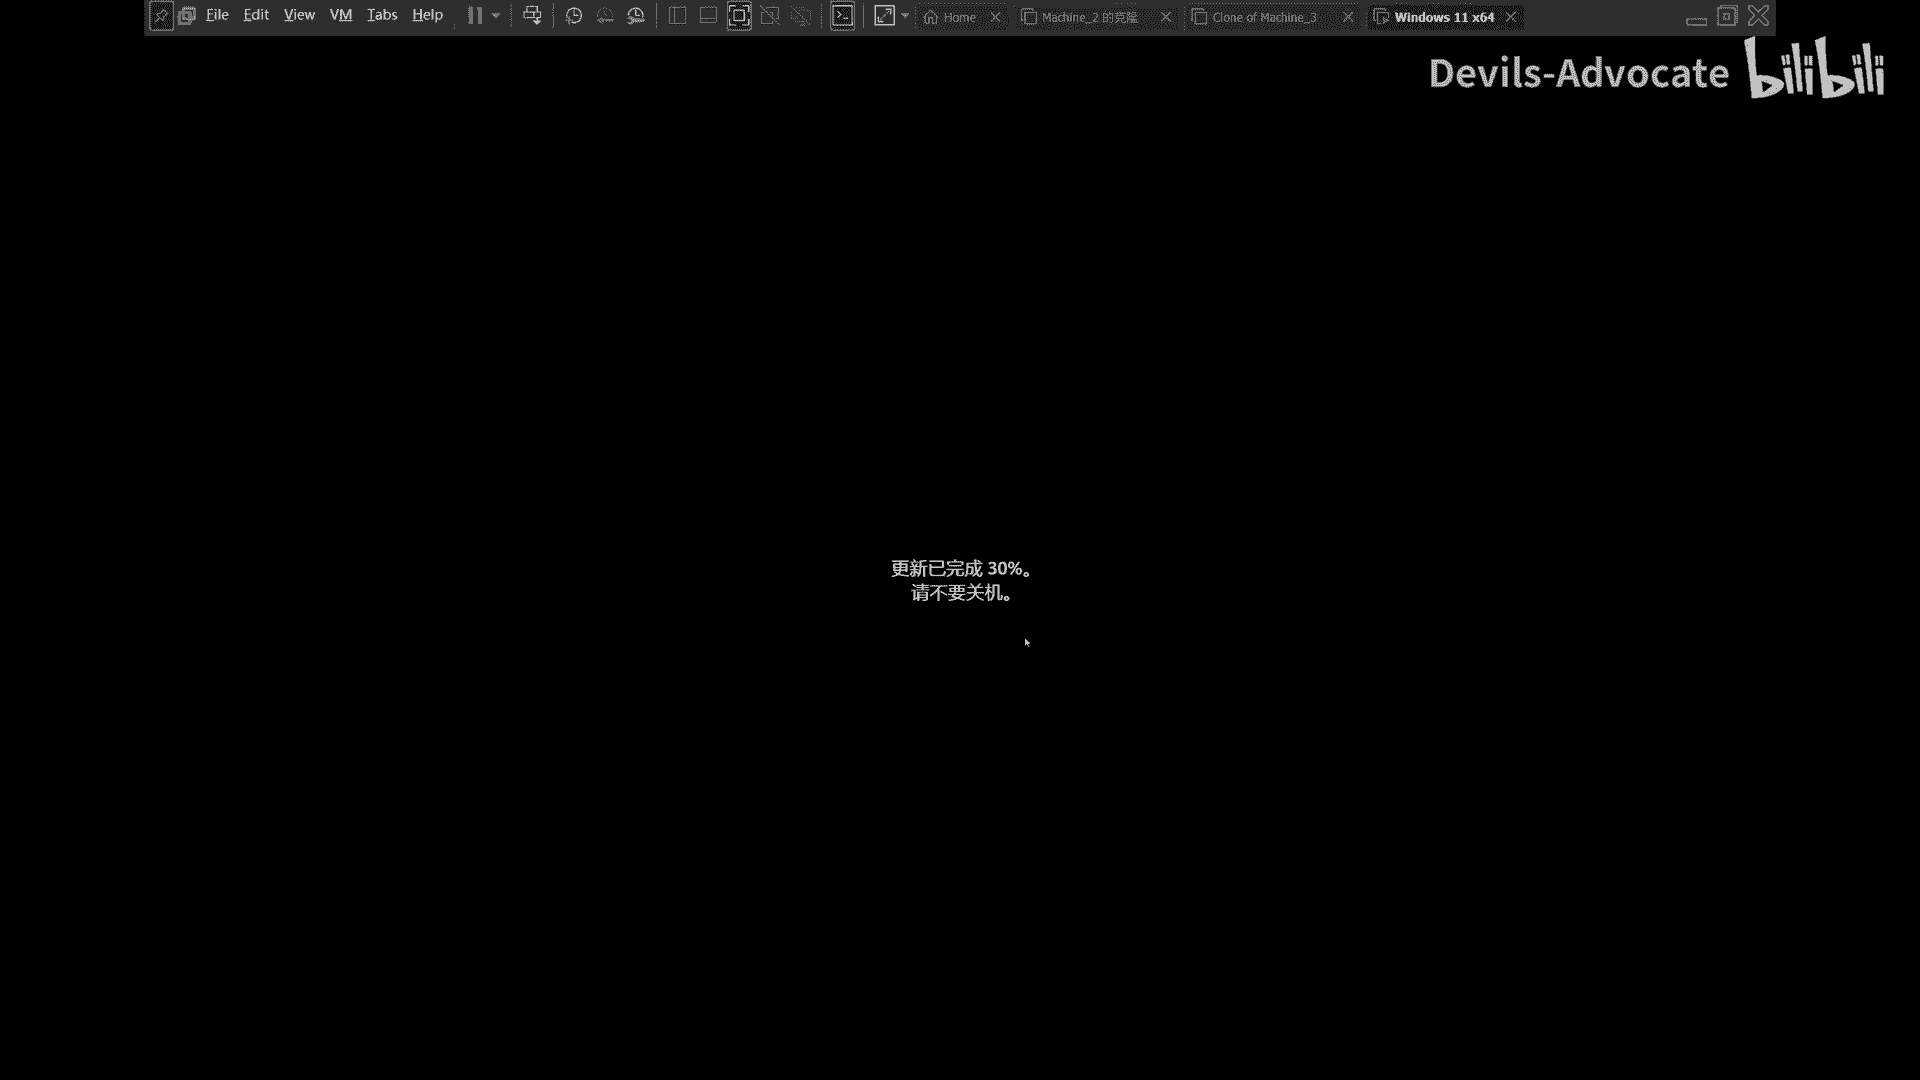 File Edit View VM Tabs Help Home Machine_2 的克隆 Clone of Machine_3 Windows 11 x64
Devils-Advocate bilibili
更新已完成 30%。
请不要关机。